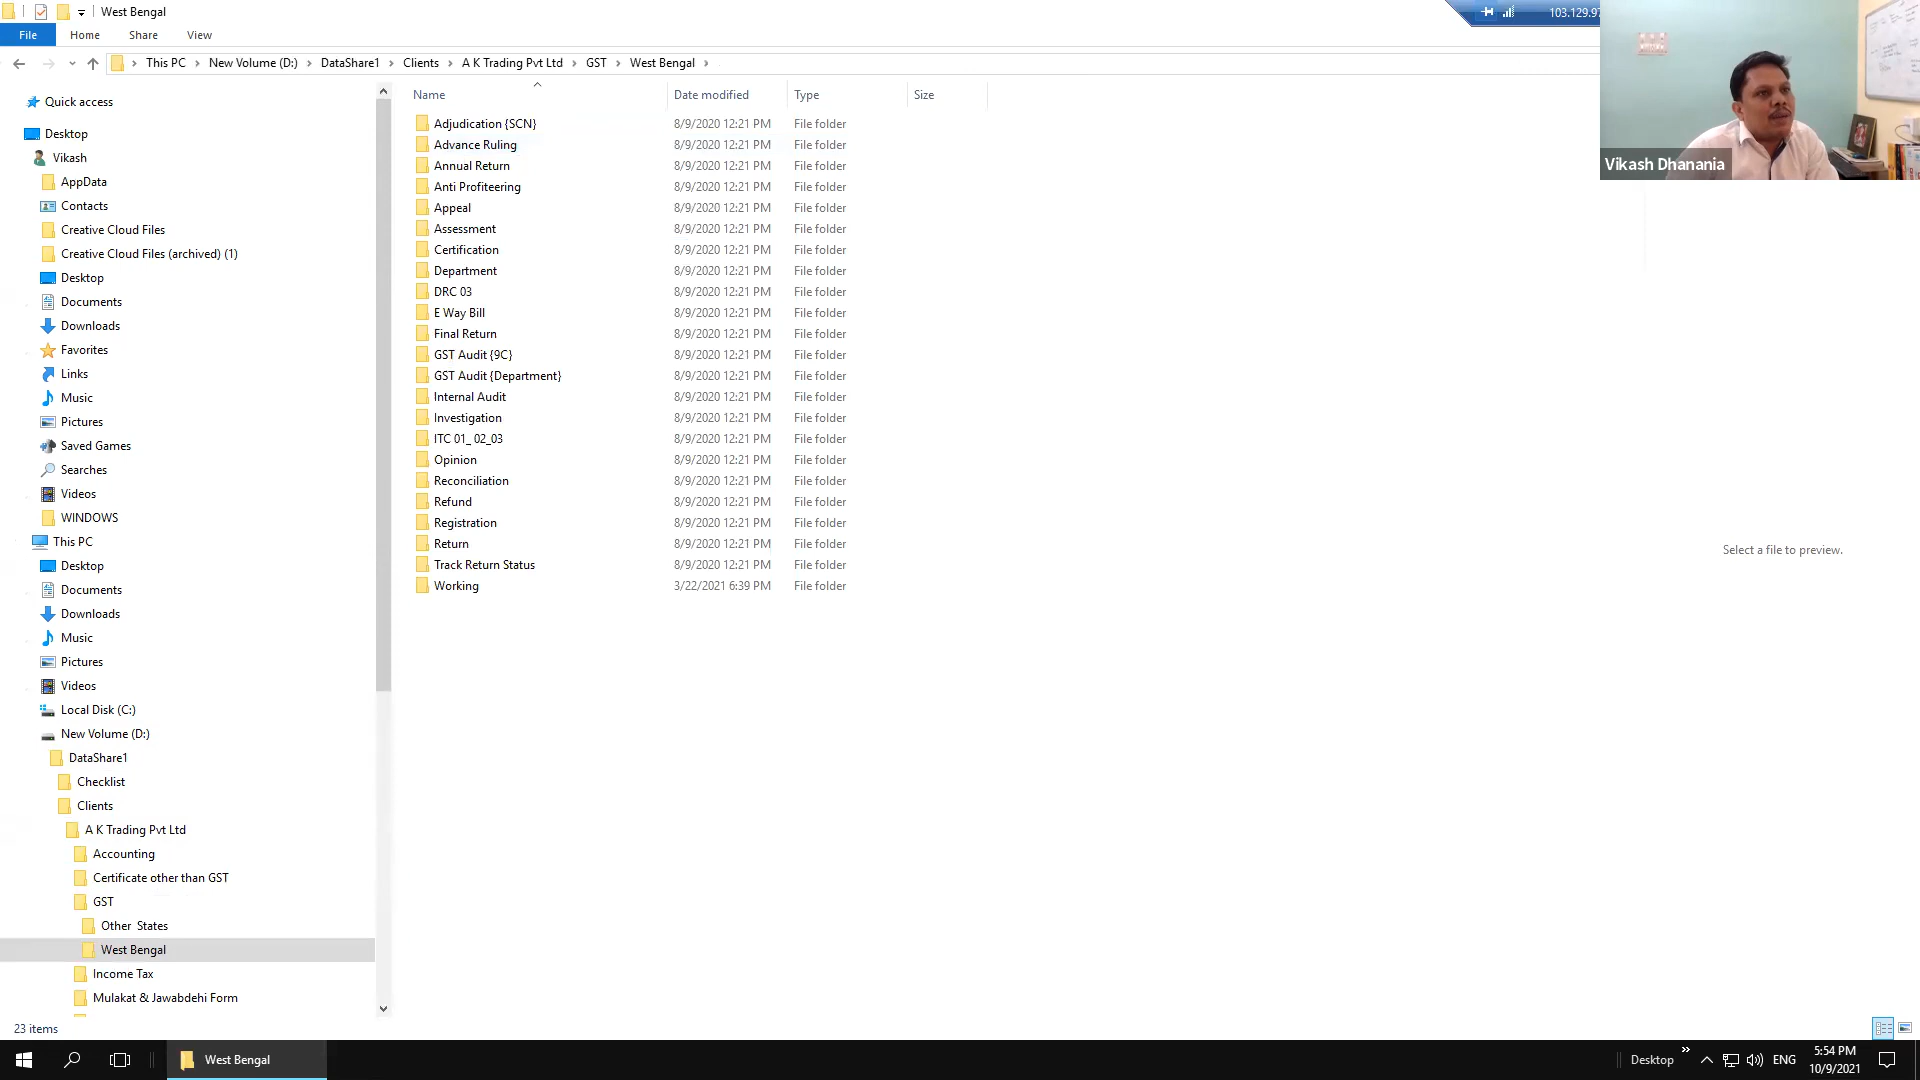 West Bengal
File Home Share View
103.129.97
This PC > New Volume (D:) > DataShare1 > Clients > A K Trading Pvt Ltd > GST > West Bengal >
Vikash Dhanania
Quick access
Desktop
Vikash
AppData
Contacts
Creative Cloud Files
Creative Cloud Files (archived) (1)
Desktop
Documents
Downloads
Favorites
Links
Music
Pictures
Saved Games
Searches
Videos
WINDOWS
This PC
Desktop
Documents
Downloads
Music
Pictures
Videos
Local Disk (C:)
New Volume (D:)
DataShare1
Checklist
Clients
A K Trading Pvt Ltd
Accounting
Certificate other than GST
GST
Other States
West Bengal
Income Tax
Mulakat & Jawabdehi Form
Name Date modified Type Size
Adjudication {SCN} 8/9/2020 12:21 PM File folder
Advance Ruling 8/9/2020 12:21 PM File folder
Annual Return 8/9/2020 12:21 PM File folder
Anti Profiteering 8/9/2020 12:21 PM File folder
Appeal 8/9/2020 12:21 PM File folder
Assessment 8/9/2020 12:21 PM File folder
Certification 8/9/2020 12:21 PM File folder
Department 8/9/2020 12:21 PM File folder
DRC 03 8/9/2020 12:21 PM File folder
E Way Bill 8/9/2020 12:21 PM File folder
Final Return 8/9/2020 12:21 PM File folder
GST Audit {9C} 8/9/2020 12:21 PM File folder
GST Audit {Department} 8/9/2020 12:21 PM File folder
Internal Audit 8/9/2020 12:21 PM File folder
Investigation 8/9/2020 12:21 PM File folder
ITC 01_ 02_03 8/9/2020 12:21 PM File folder
Opinion 8/9/2020 12:21 PM File folder
Reconciliation 8/9/2020 12:21 PM File folder
Refund 8/9/2020 12:21 PM File folder
Registration 8/9/2020 12:21 PM File folder
Return 8/9/2020 12:21 PM File folder
Track Return Status 8/9/2020 12:21 PM File folder
Working 3/22/2021 6:39 PM File folder
Select a file to preview.
23 items
West Bengal
Desktop » ENG
5:54 PM
10/9/2021